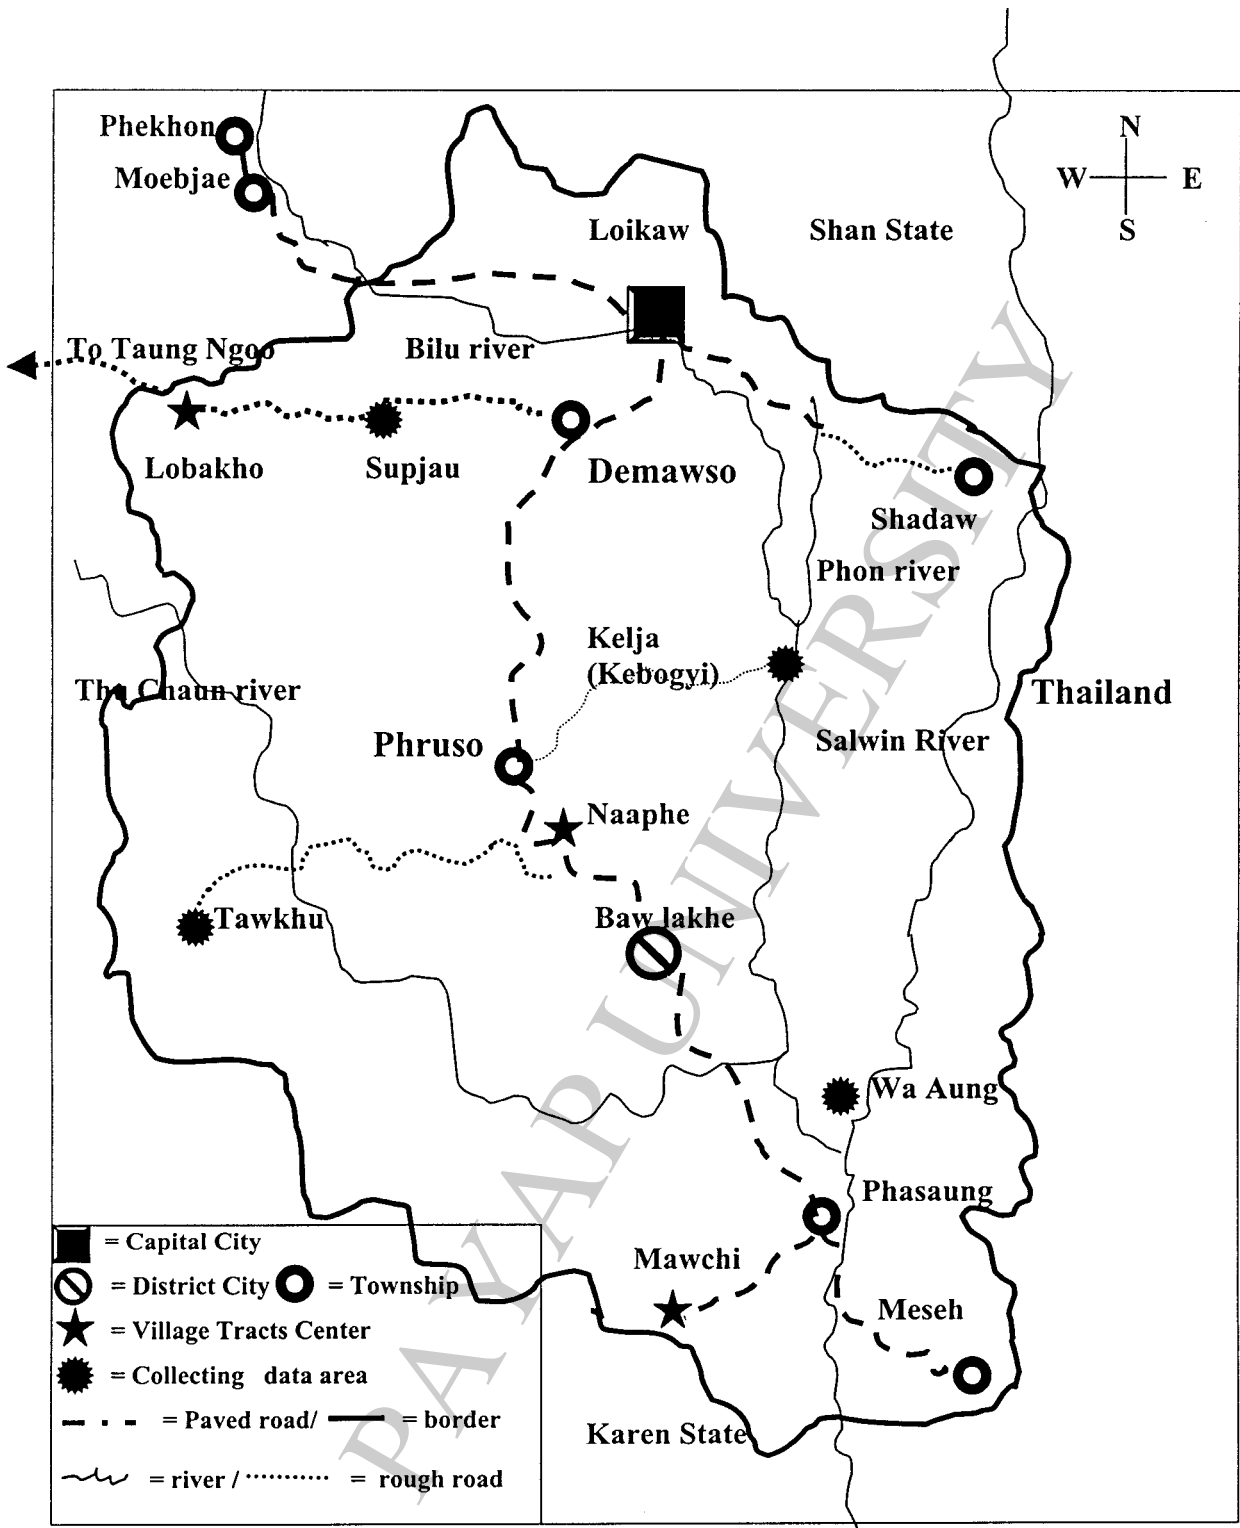 Phekhon
N
Moebjae
W E
Loikaw
Shan State
S
To Taung Ngoo
Bilu river
Lobakho
Supjau
Demawso
Shadaw
Phon river
Kelja
(Kebogyi)
Tha Chaun river
Thailand
Phruso
Salwin River
Naaphe
Tawkhu
Baw lakhe
Wa Aung
Phasaung
Mawchi
Meseh
Karen State
= Capital City
= District City = Township
= Village Tracts Center
= Collecting data area
= Paved road/ = border
= river / = rough road
PAYAP UNIVERSITY